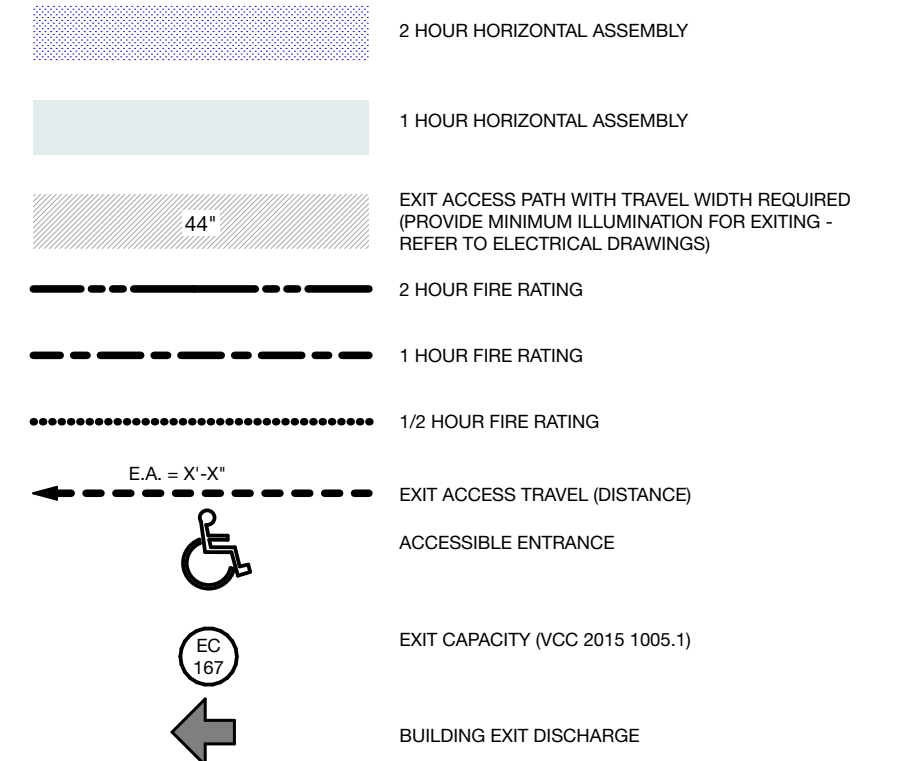 2 HOUR HORIZONTAL ASSEMBLY
1 HOUR HORIZONTAL ASSEMBLY
44"
EXIT ACCESS PATH WITH TRAVEL WIDTH REQUIRED
(PROVIDE MINIMUM ILLUMINATION FOR EXITING -
REFER TO ELECTRICAL DRAWINGS)
2 HOUR FIRE RATING
1 HOUR FIRE RATING
1/2 HOUR FIRE RATING
E.A. = X'-X"
EXIT ACCESS TRAVEL (DISTANCE)
ACCESSIBLE ENTRANCE
EC
167
EXIT CAPACITY (VCC 2015 1005.1)
BUILDING EXIT DISCHARGE